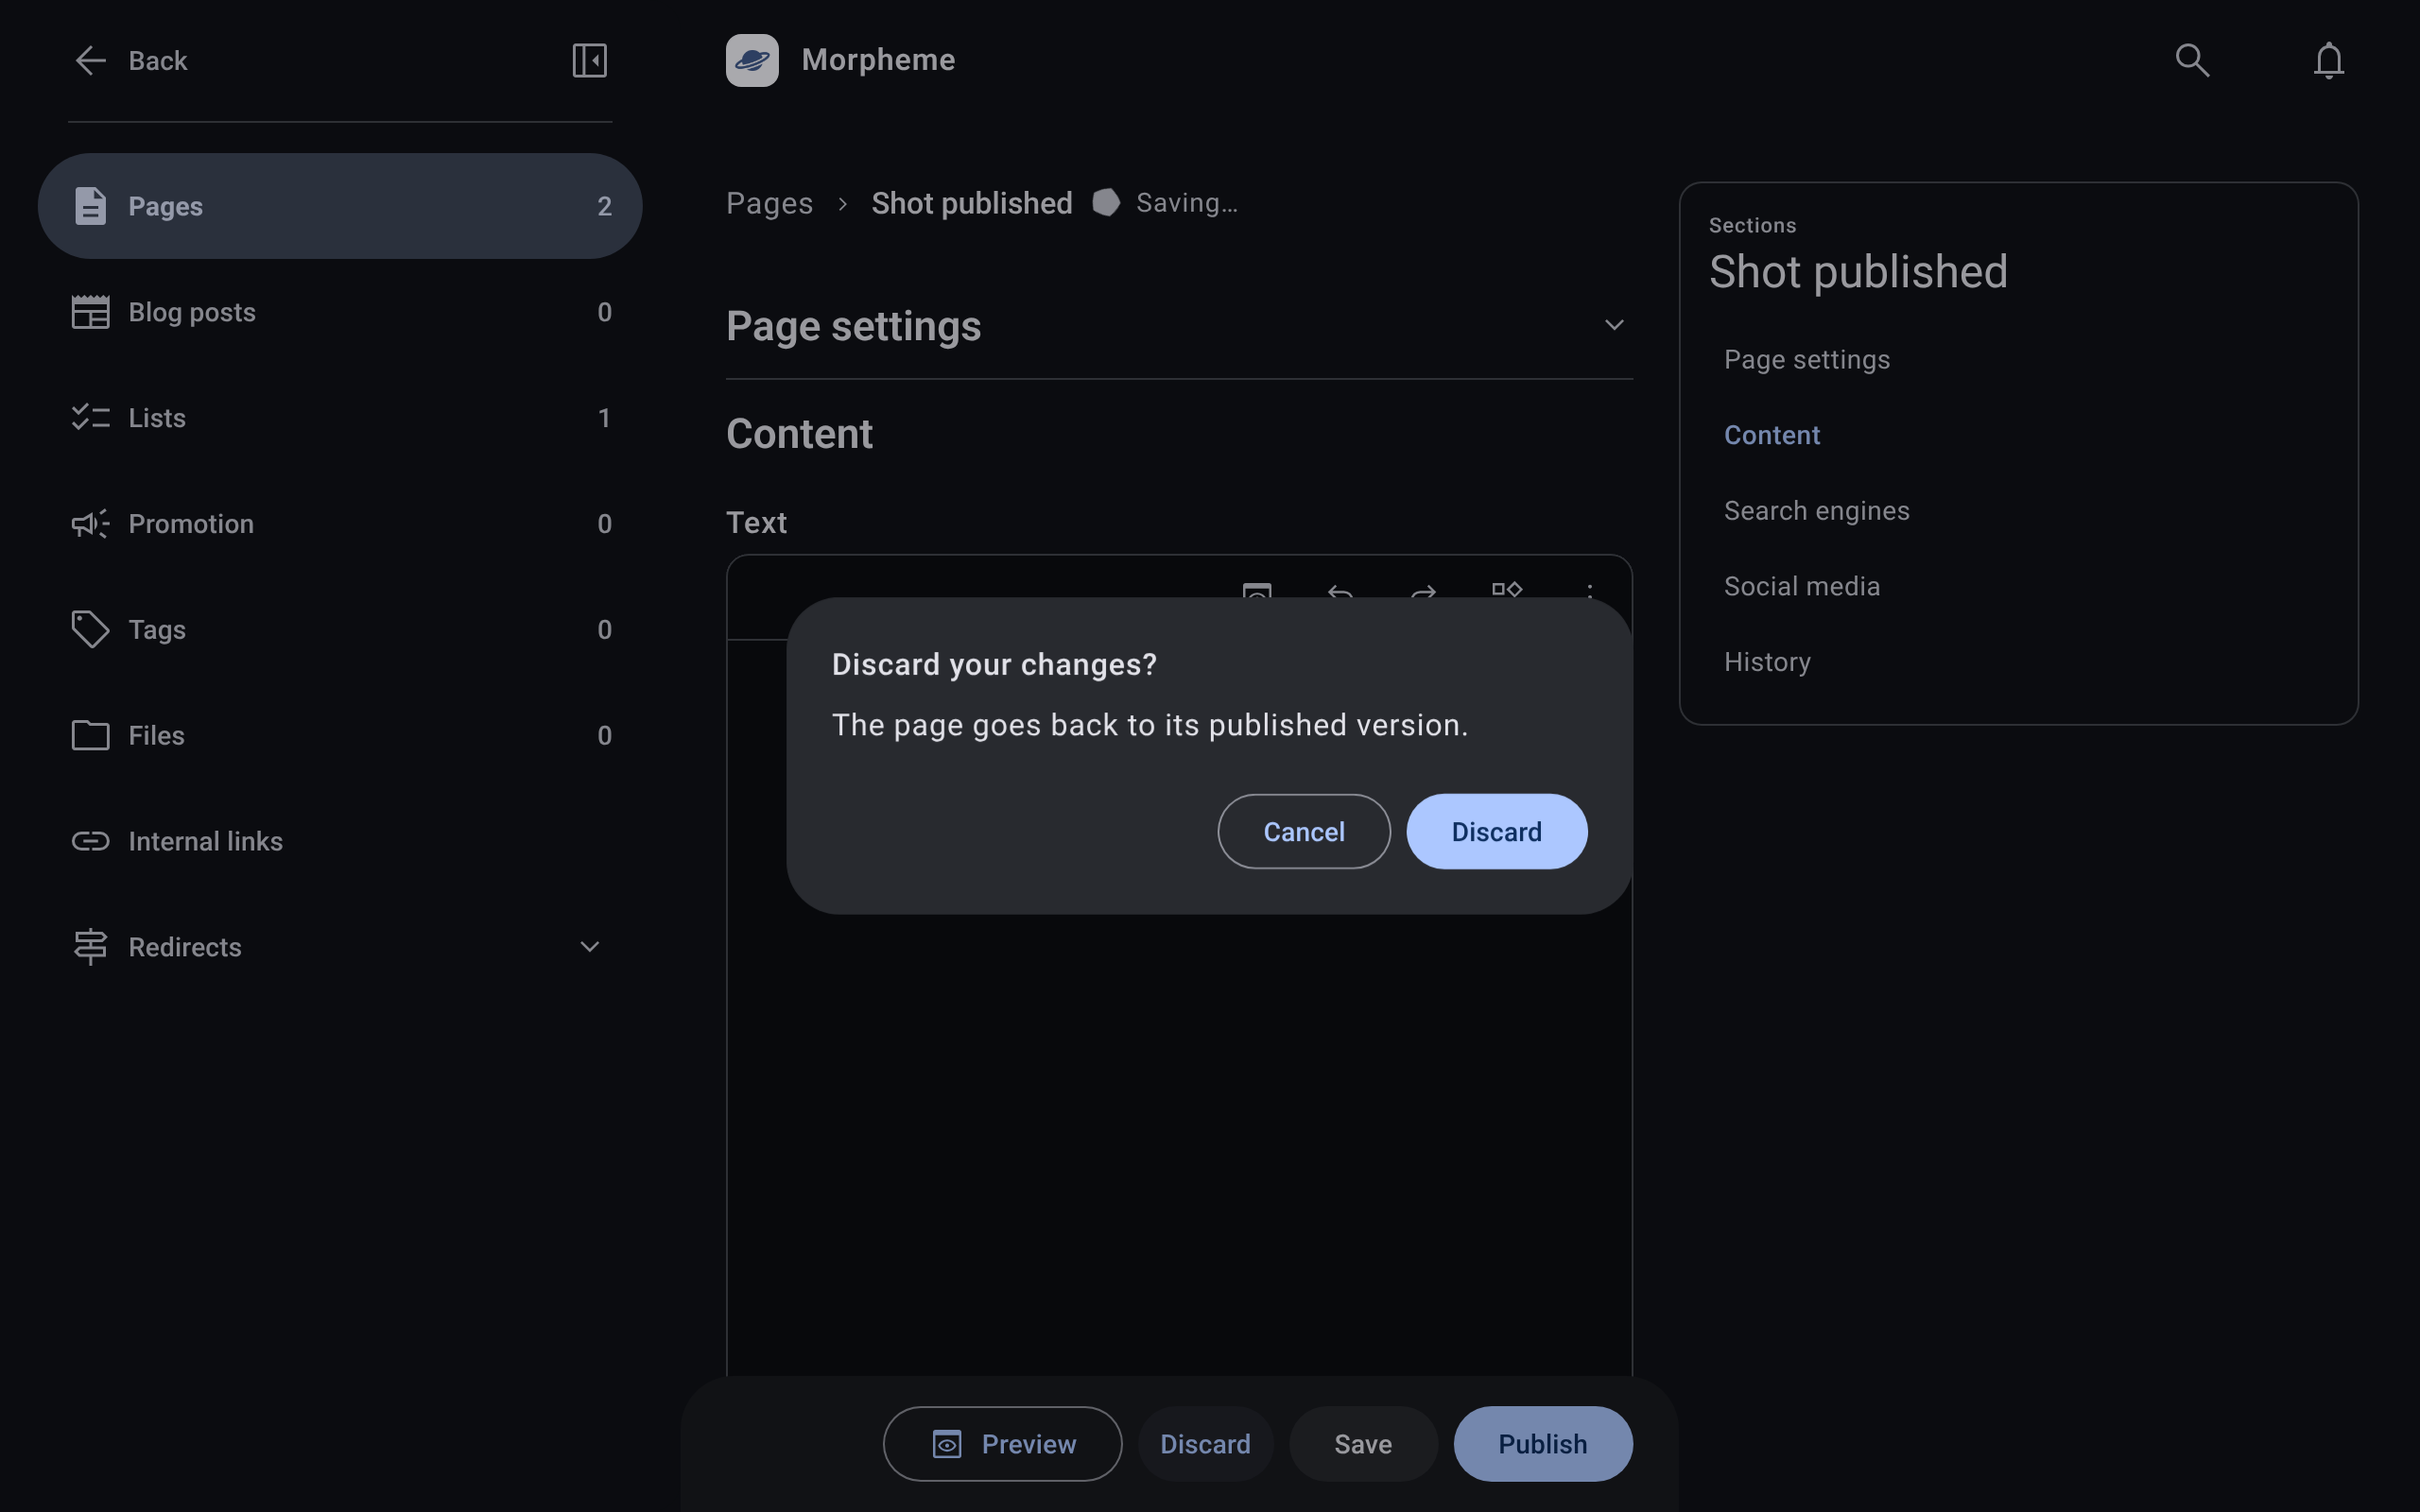 Back
Morpheme
Pages 2
Blog posts 0
Lists 1
Promotion 0
Tags 0
Files 0
Internal links
Redirects
Pages › Shot published Saving...
Page settings
Content
Text
Discard your changes?
The page goes back to its published version.
Cancel Discard
Preview Discard Save Publish
Sections
Shot published
Page settings
Content
Search engines
Social media
History